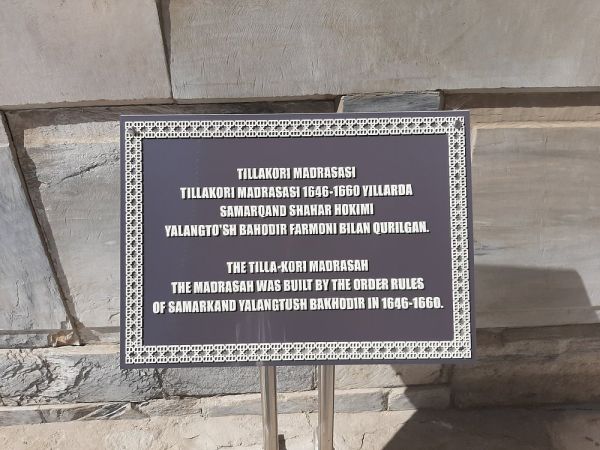 TILLAKORI MADRASASI
TILLAKORI MADRASASI 1646-1660 YILLARDA
SAMARQAND SHAHAR HOKIMI
YALANGTO'SH BAHODIR FARMONI BILAN QURILGAN.
THE TILLA-KORI MADRASAH
THE MADRASAH WAS BUILT BY THE ORDER RULES
OF SAMARKAND YALANGTUSH BAKHODIR IN 1646-1660.